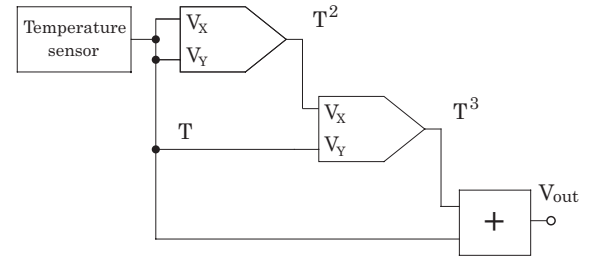 Temperature
sensor
V_X
V_Y
T^2
T
V_X
V_Y
T^3
+
V_out